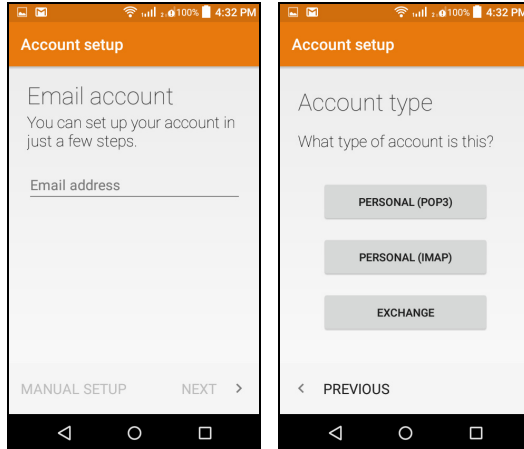 100% 4:32 PM
Account setup
Email account
You can set up your account in
just a few steps.
Email address
MANUAL SETUP NEXT >
100% 4:32 PM
Account setup
Account type
What type of account is this?
PERSONAL (POP3)
PERSONAL (IMAP)
EXCHANGE
< PREVIOUS